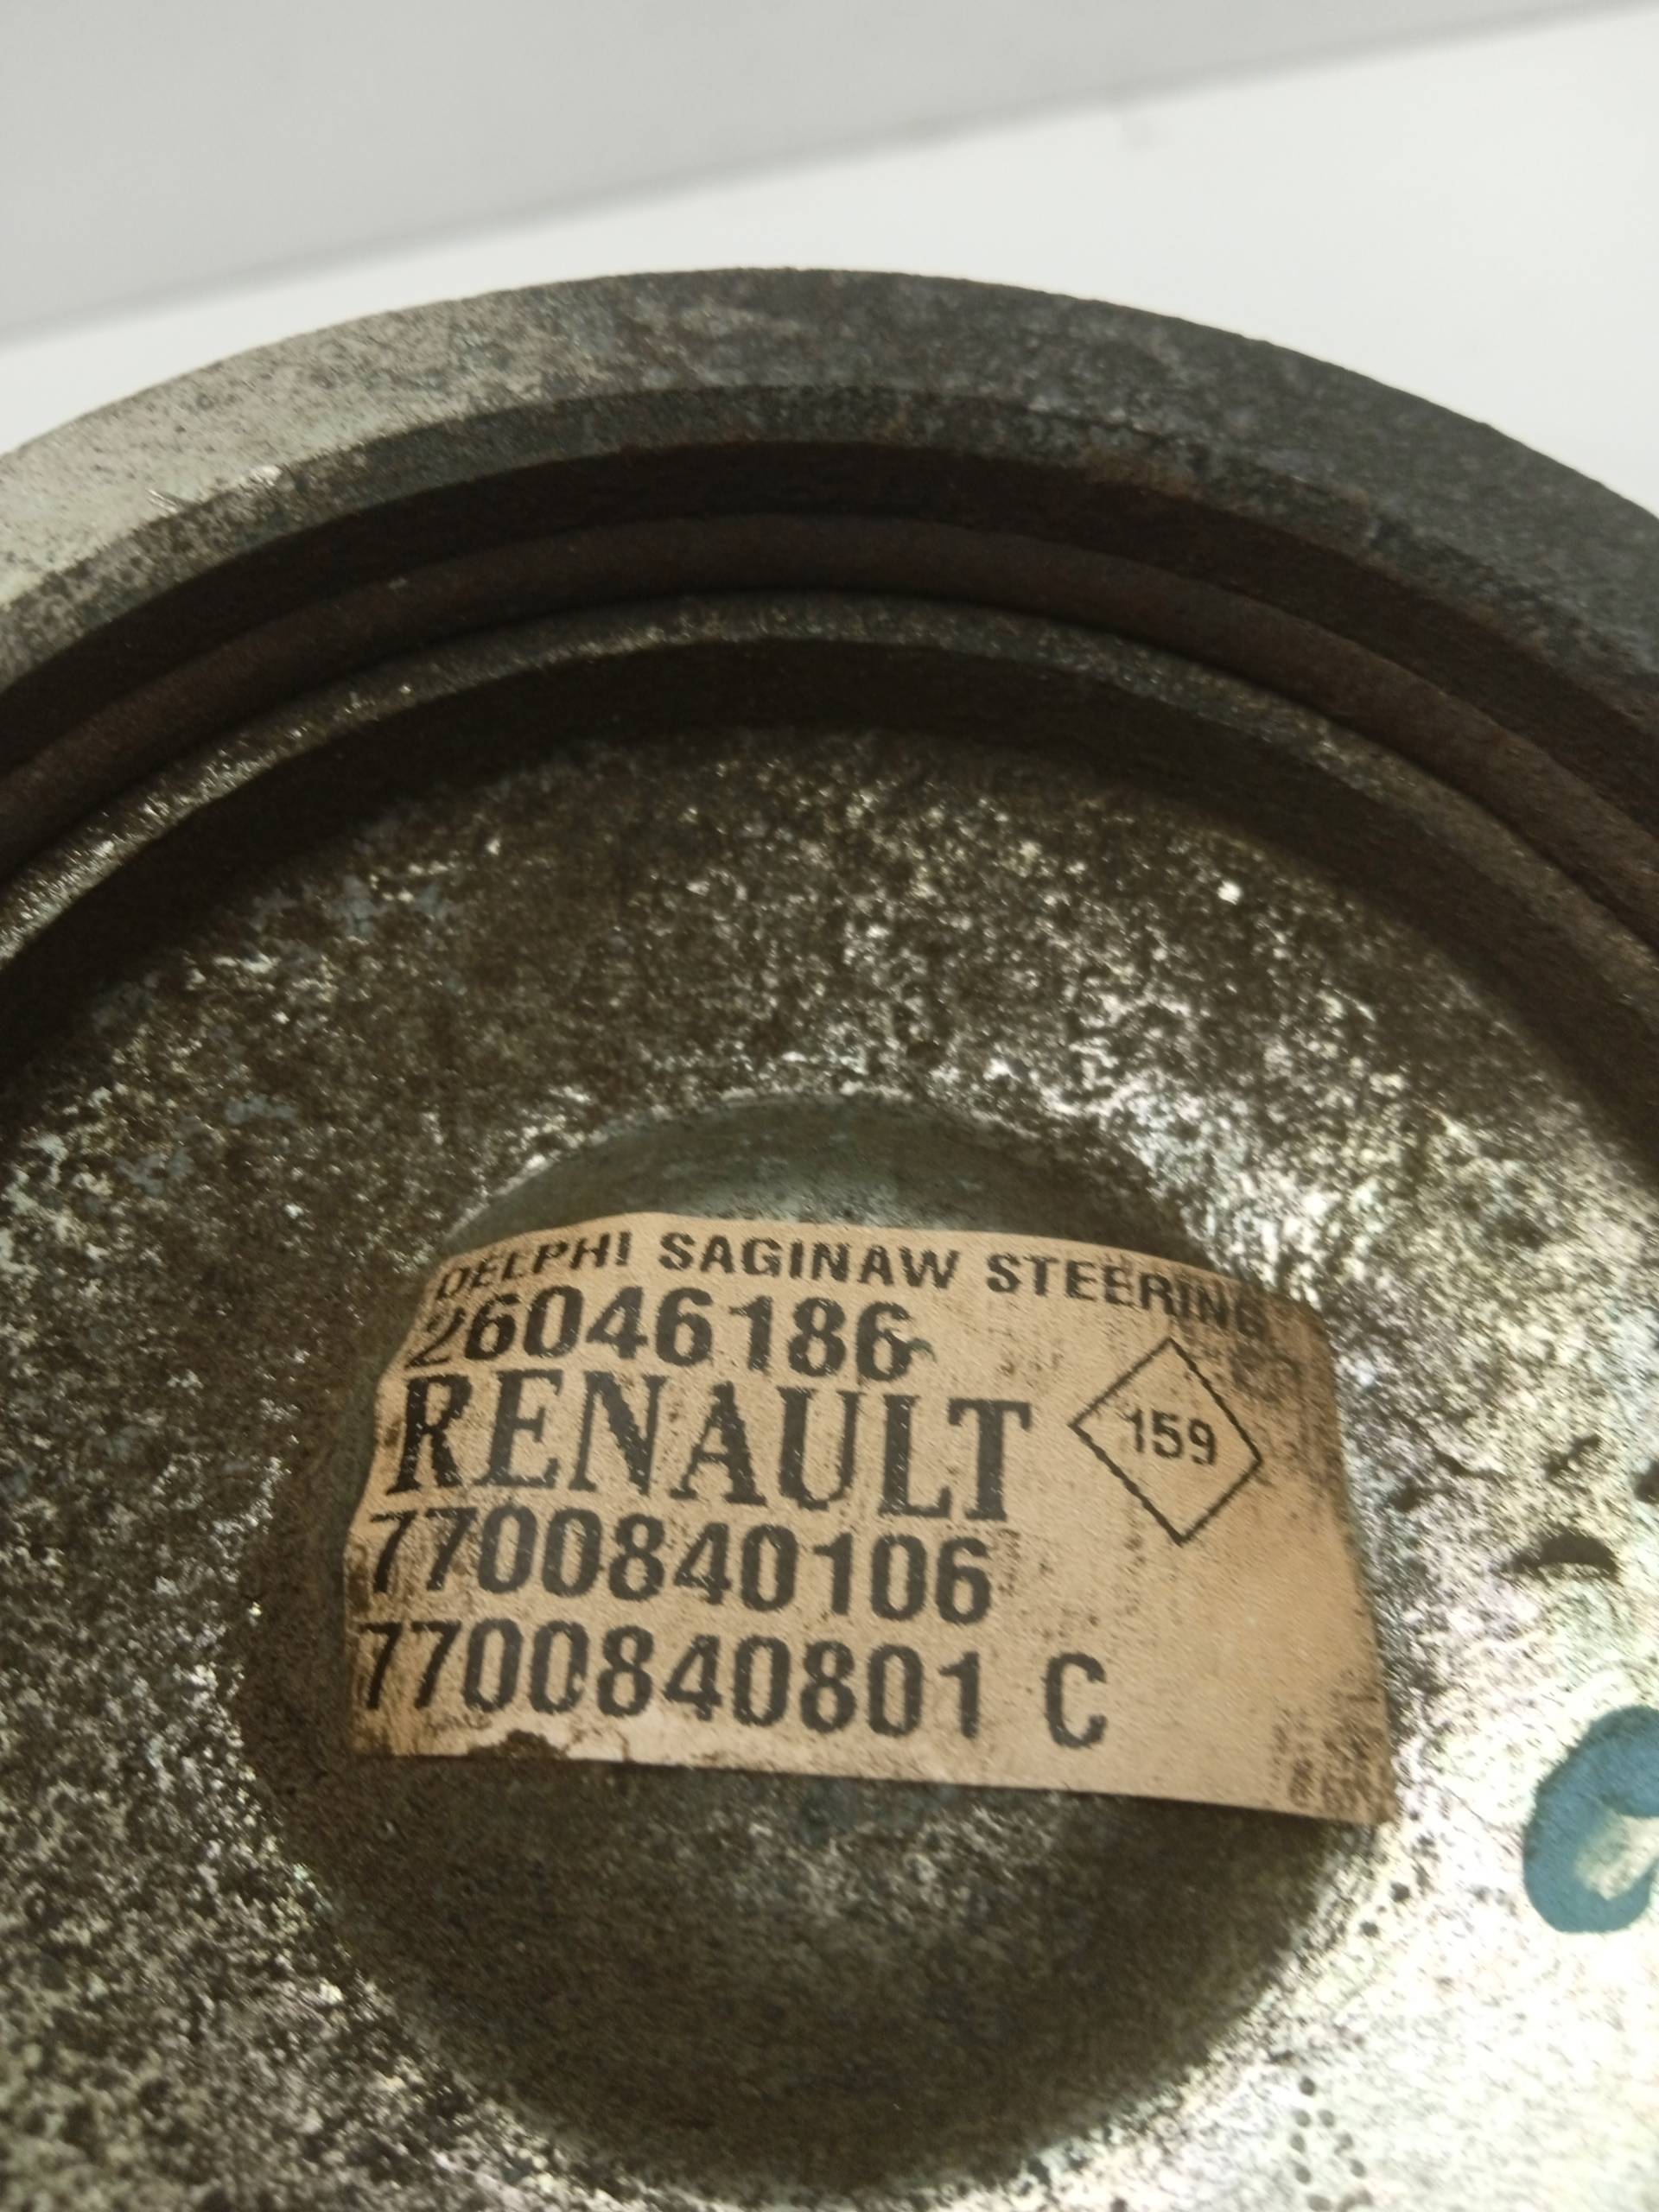 DELPHI SAGINAW STEERING
26046186
RENAULT
159
7700840106
7700840801 C